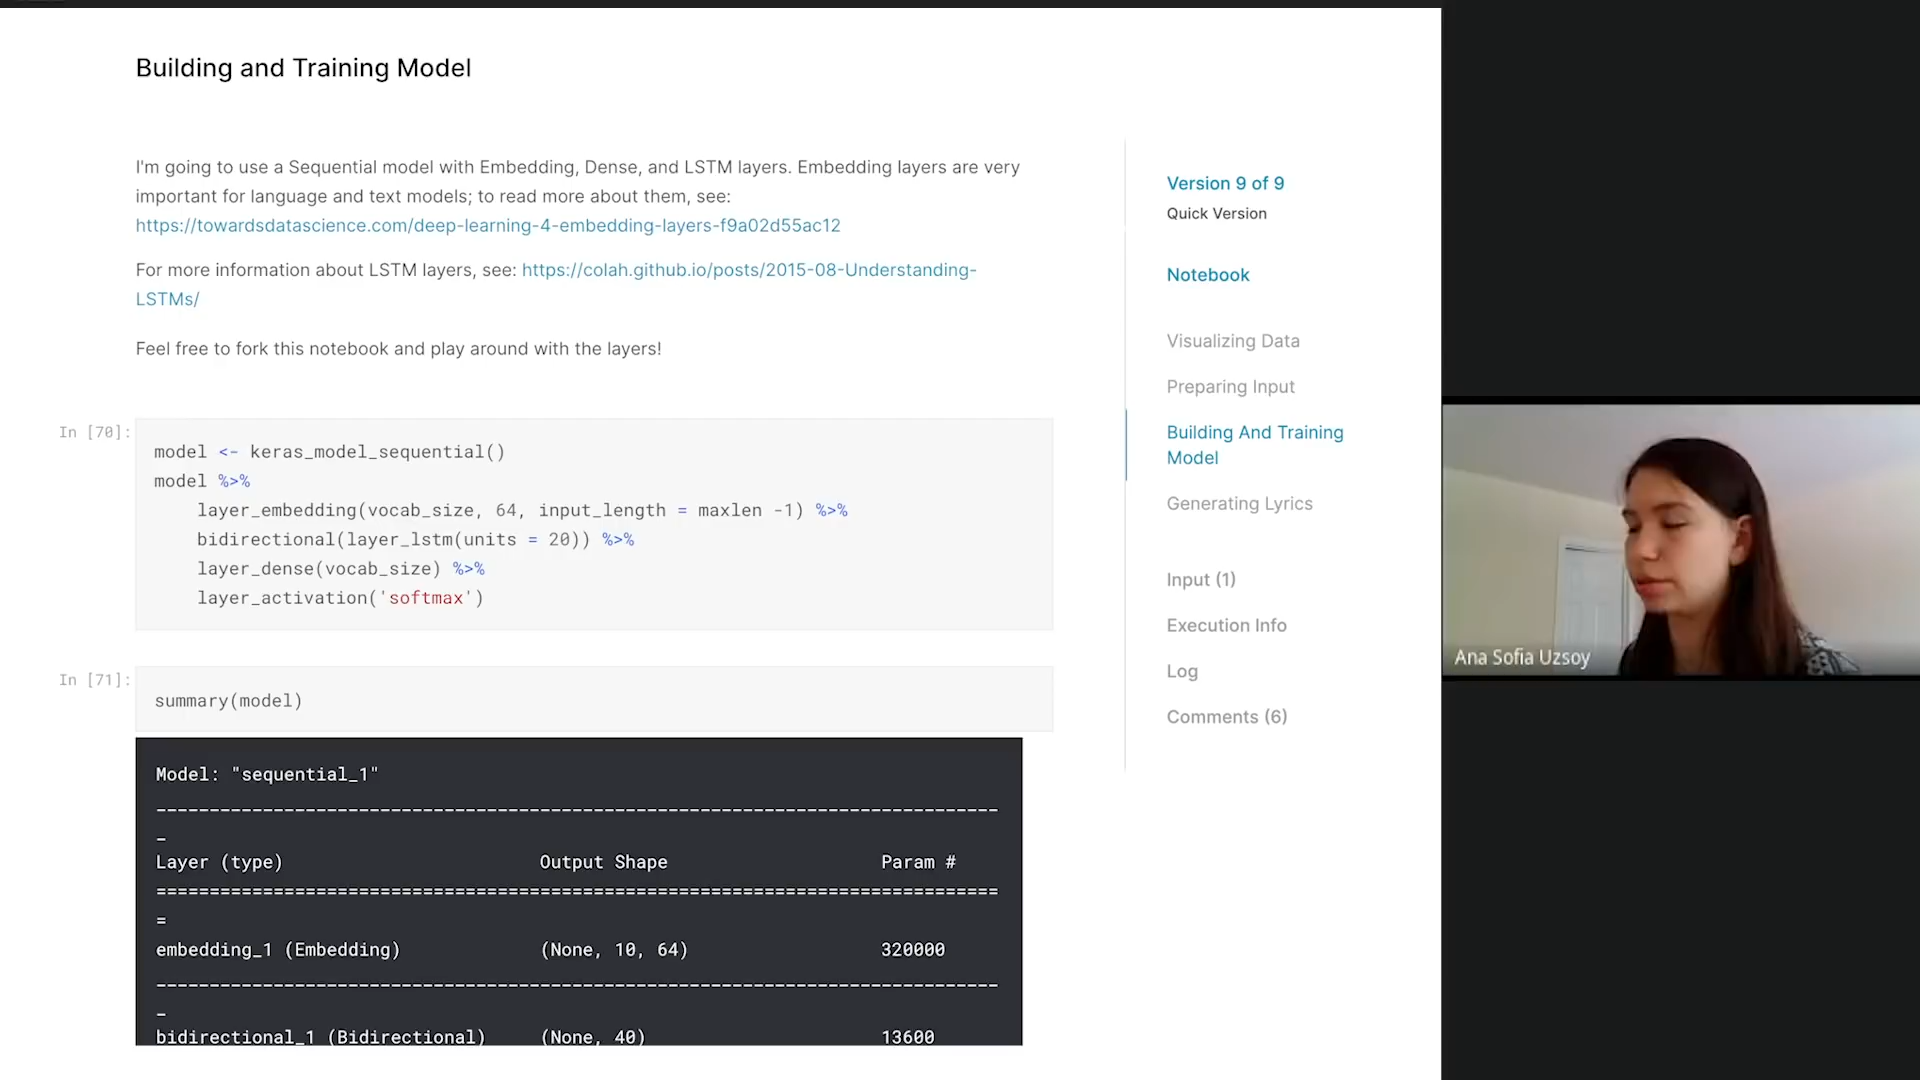 Building and Training Model
I'm going to use a Sequential model with Embedding, Dense, and LSTM layers. Embedding layers are very
important for language and text models; to read more about them, see:
https://towardsdatascience.com/deep-learning-4-embedding-layers-f9a02d55ac12
For more information about LSTM layers, see: https://colah.github.io/posts/2015-08-Understanding-
LSTMs/
Feel free to fork this notebook and play around with the layers!
In [70]:
model <- keras_model_sequential()
model %>%
    layer_embedding(vocab_size, 64, input_length = maxlen -1) %>%
    bidirectional(layer_lstm(units = 20)) %>%
    layer_dense(vocab_size) %>%
    layer_activation('softmax')
In [71]:
summary(model)
Model: "sequential_1"
_______________________________________________________________________________
_
Layer (type)                        Output Shape                    Param #
===============================================================================
=
embedding_1 (Embedding)             (None, 10, 64)                  320000
_______________________________________________________________________________
_
bidirectional_1 (Bidirectional)     (None, 40)                      13600
Version 9 of 9
Quick Version
Notebook
Visualizing Data
Preparing Input
Building And Training
Model
Generating Lyrics
Input (1)
Execution Info
Log
Comments (6)
Ana Sofia Uzsoy